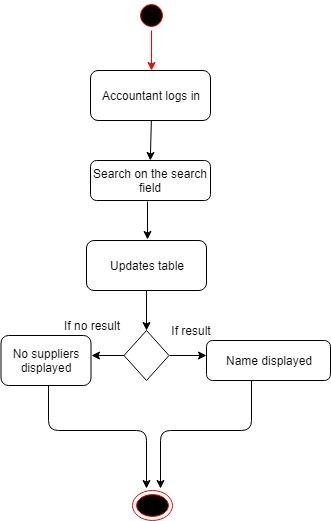 Accountant logs in
Search on the search
field
Updates table
If no result
If result
No suppliers
displayed
Name displayed